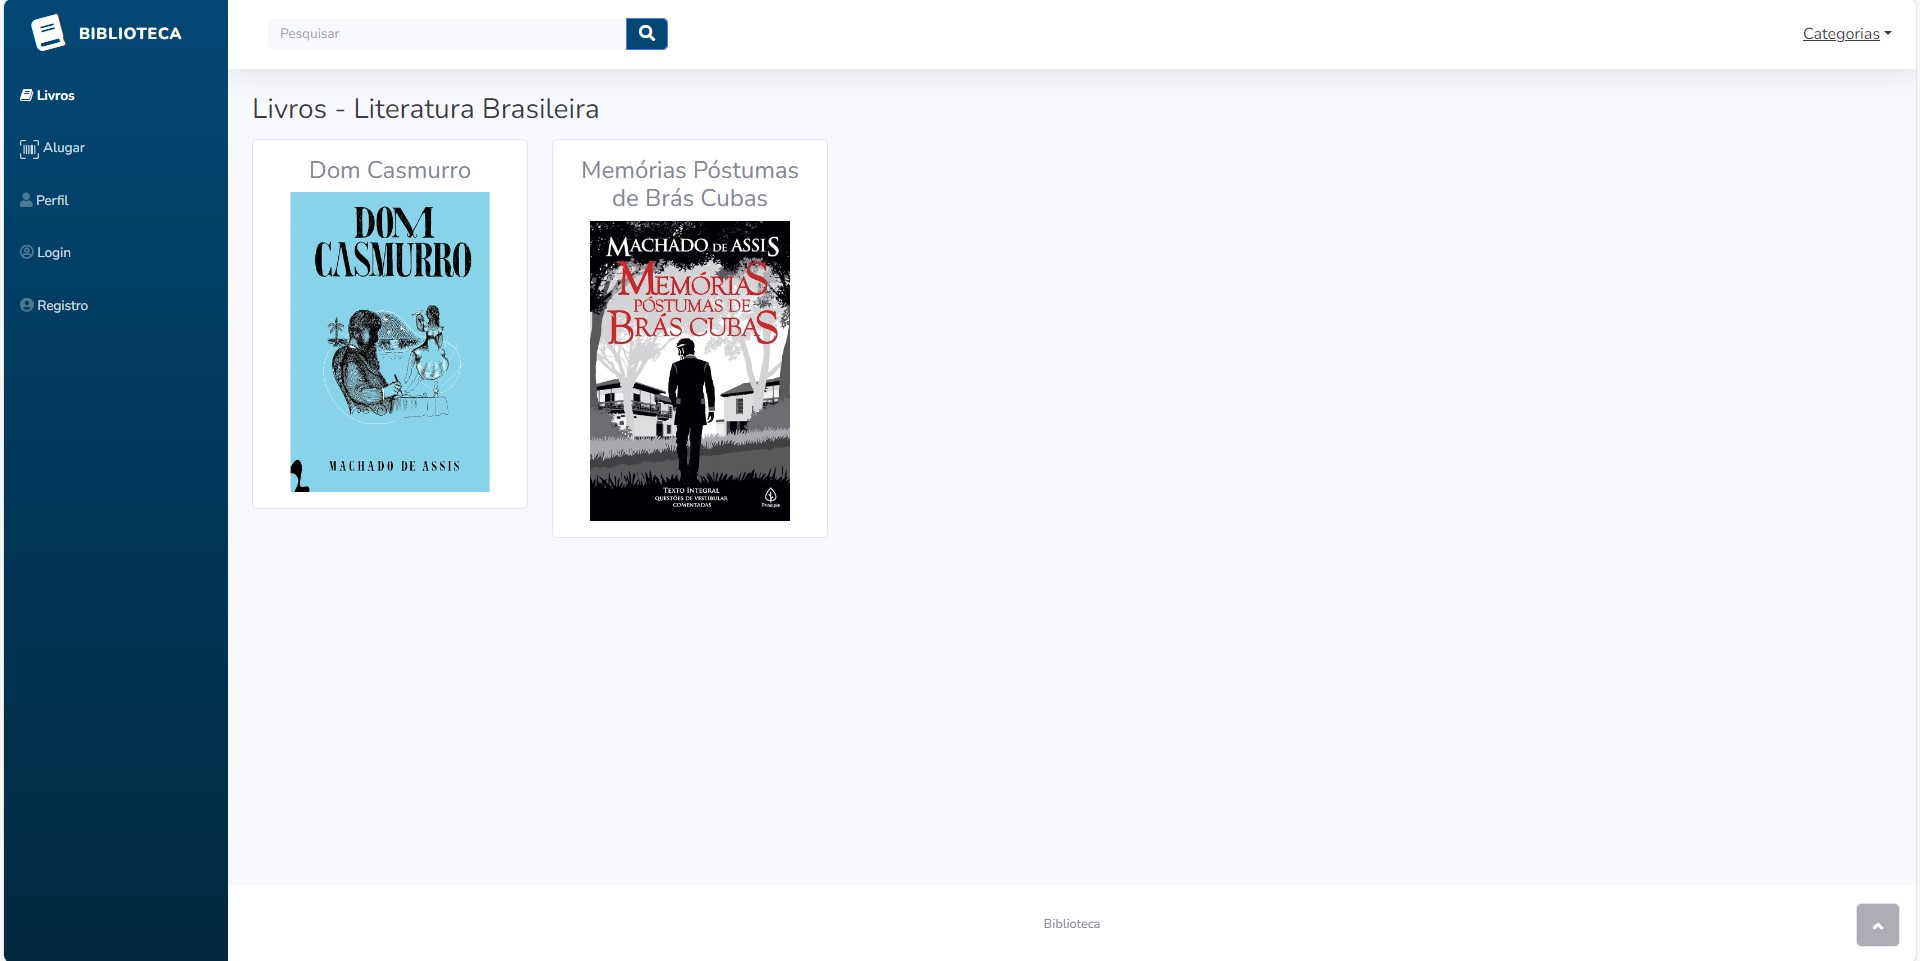 BIBLIOTECA
Livros
Alugar
Perfil
Login
Registro
Pesquisar
Categorias
Livros - Literatura Brasileira
Dom Casmurro
DOM
CASMURRO
MACHADO DE ASSIS
Memórias Póstumas
de Brás Cubas
MACHADO DE ASSIS
MEMÓRIAS
PÓSTUMAS DE
BRÁS CUBAS
TEXTO INTEGRAL
QUESTÕES DE VESTIBULAR
COMENTADAS
Principis
Biblioteca